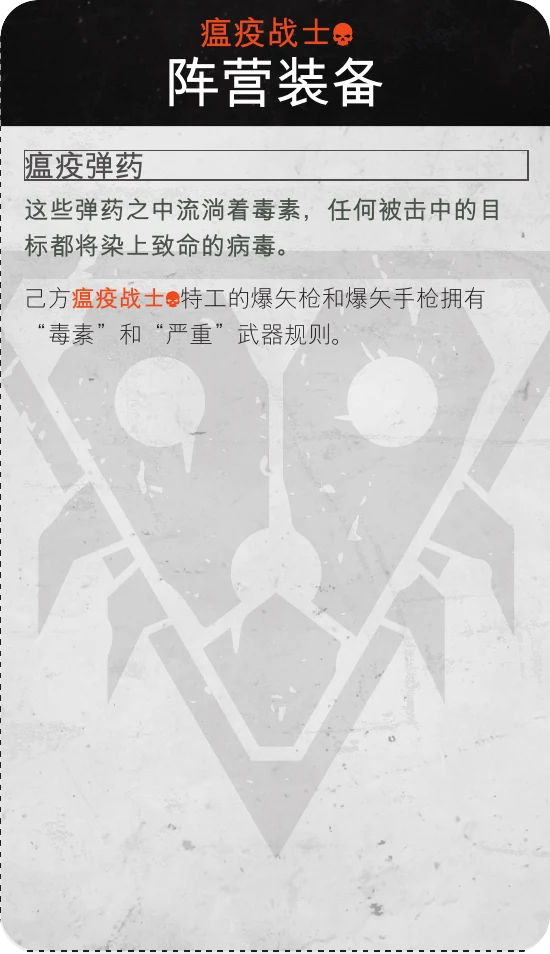 瘟疫战士
阵营装备
瘟疫弹药
这些弹药之中流淌着毒素，任何被击中的目
标都将染上致命的病毒。
己方瘟疫战士特工的爆矢枪和爆矢手枪拥有
“毒素”和“严重”武器规则。